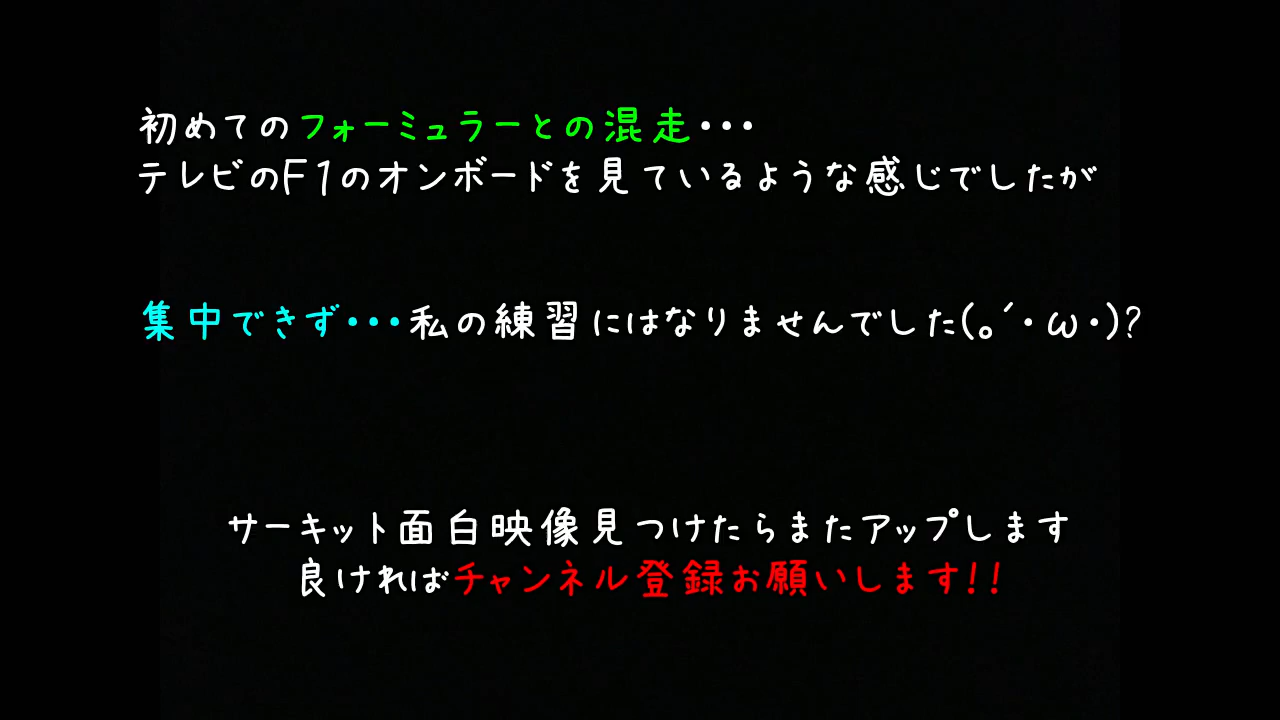 初めてのフォーミュラーとの混走･･･
テレビのF1のオンボードを見ているような感じでしたが
集中できず･･･私の練習にはなりませんでした(｡´･ω･)?
サーキット面白映像見つけたらまたアップします
良ければチャンネル登録お願いします!!